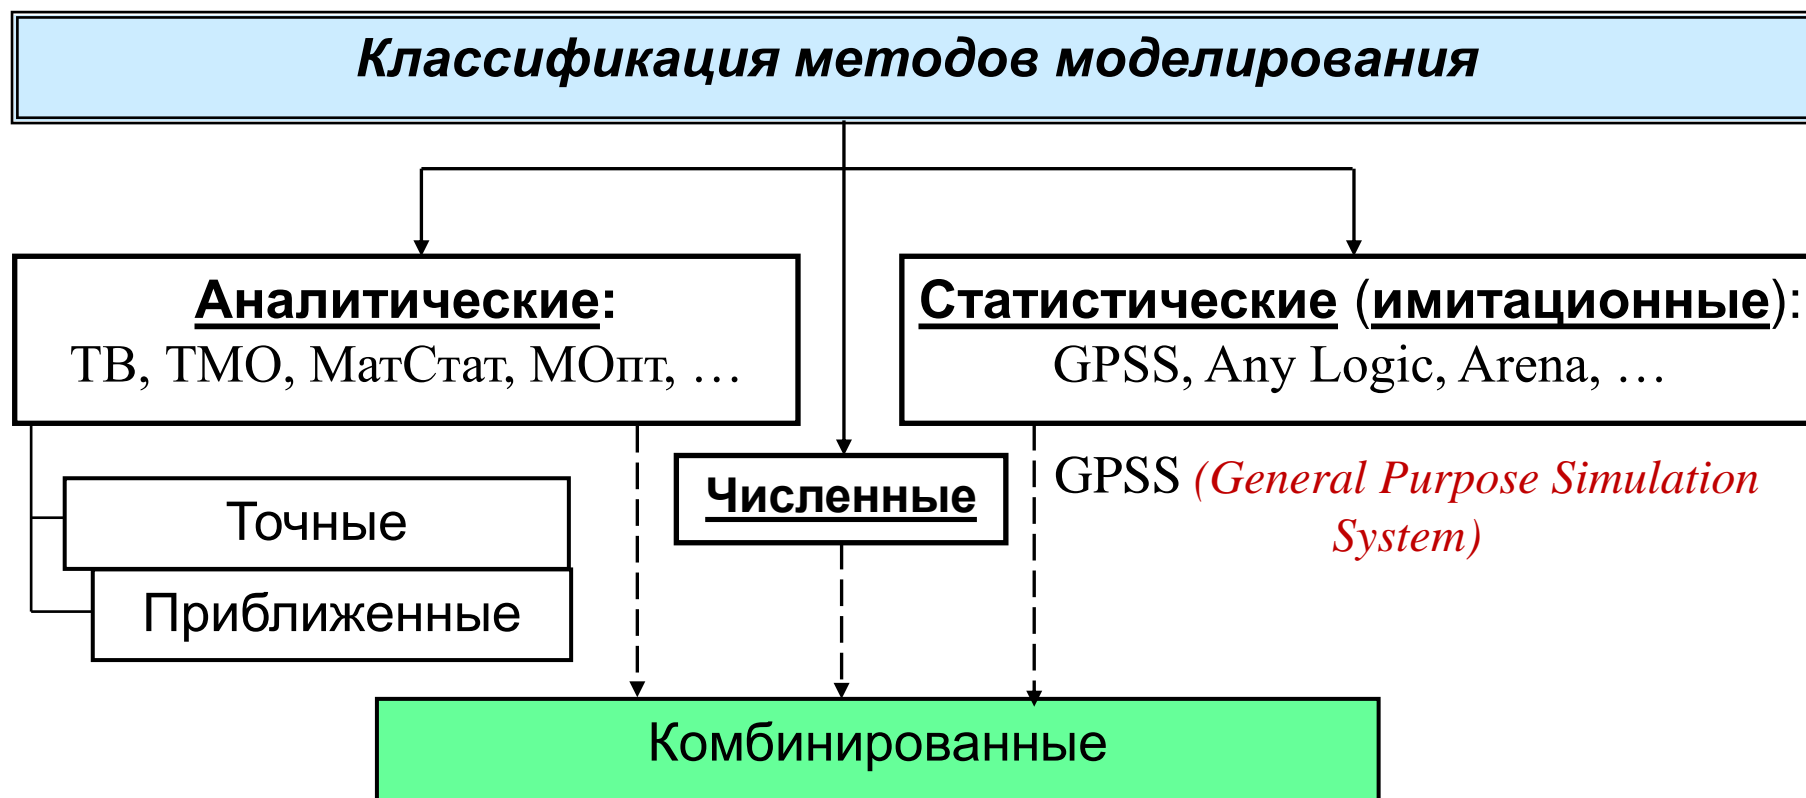 Классификация методов моделирования
Аналитические:
ТВ, ТМО, МатСтат, МОпт, …
Статистические (имитационные):
GPSS, Any Logic, Arena, …
Численные
GPSS (General Purpose Simulation
System)
Точные
Приближенные
Комбинированные